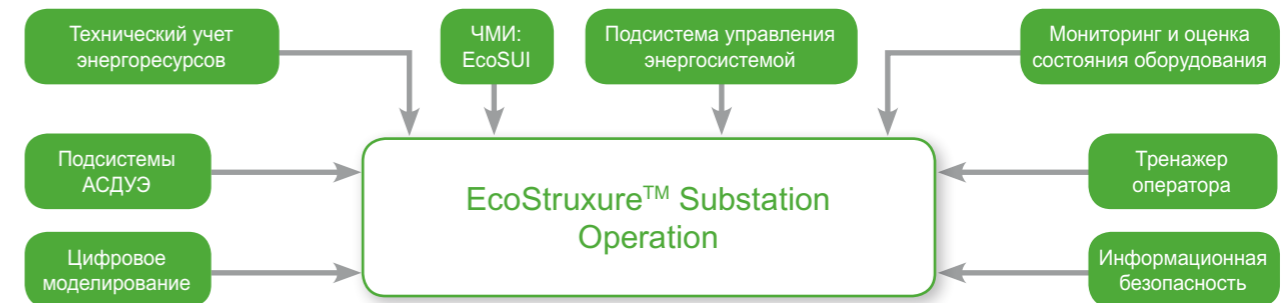 Технический учет
энергоресурсов
ЧМИ:
EcoSUI
Подсистема управления
энергосистемой
Мониторинг и оценка
состояния оборудования
Подсистемы
АСДУЭ
EcoStruxure™ Substation
Operation
Тренажер
оператора
Цифровое
моделирование
Информационная
безопасность